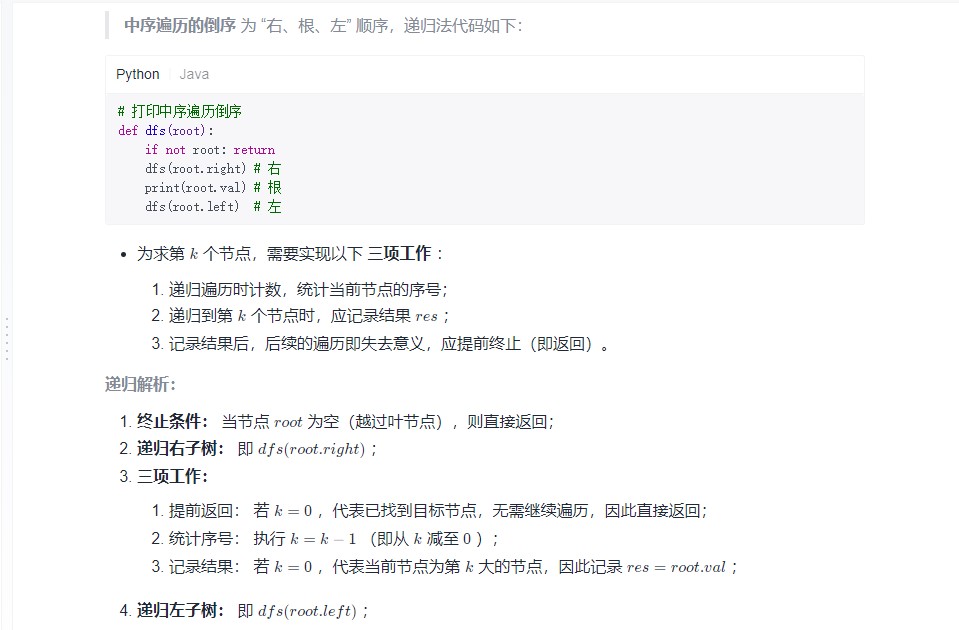 中序遍历的倒序 为 “右、根、左” 顺序，递归法代码如下：
Python Java
# 打印中序遍历倒序
def dfs(root):
    if not root: return
    dfs(root.right) # 右
    print(root.val) # 根
    dfs(root.left)  # 左
• 为求第 k 个节点，需要实现以下 三项工作 ：
1. 递归遍历时计数，统计当前节点的序号；
2. 递归到第 k 个节点时，应记录结果 res ；
3. 记录结果后，后续的遍历即失去意义，应提前终止（即返回）。
递归解析：
1. 终止条件： 当节点 root 为空（越过叶节点），则直接返回；
2. 递归右子树： 即 dfs(root.right) ；
3. 三项工作：
1. 提前返回： 若 k = 0 ，代表已找到目标节点，无需继续遍历，因此直接返回；
2. 统计序号： 执行 k = k − 1 （即从 k 减至 0 ）；
3. 记录结果： 若 k = 0 ，代表当前节点为第 k 大的节点，因此记录 res = root.val ；
4. 递归左子树： 即 dfs(root.left) ；